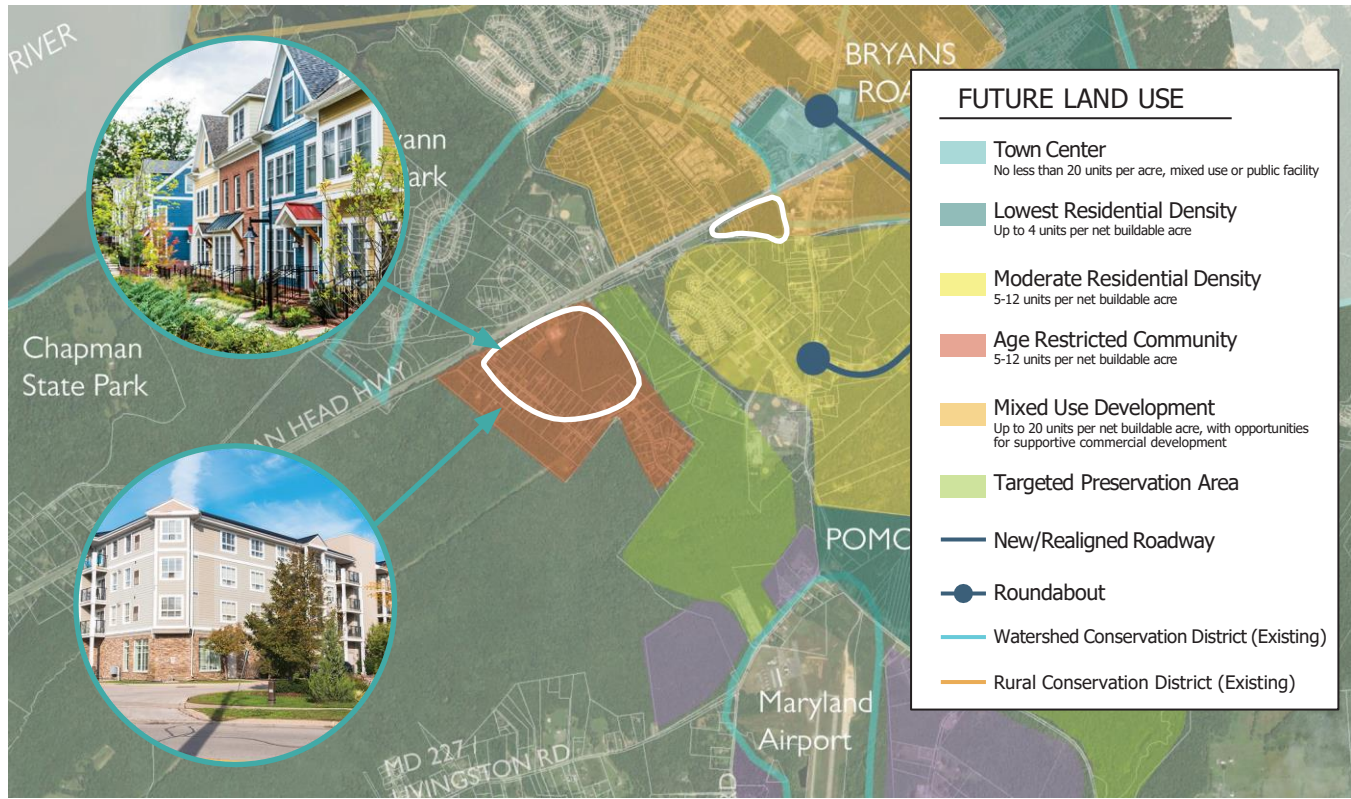 RIVER
BRYANS
Chapman
State Park
HWY
POMO
MD 227 /
Maryland
Airport
FUTURE LAND USE
Town Center
No less than 20 units per acre, mixed use or public facility
Lowest Residential Density
Up to 4 units per net buildable acre
Moderate Residential Density
5-12 units per net buildable acre
Age Restricted Community
5-12 units per net buildable acre
Mixed Use Development
Up to 20 units per net buildable acre, with opportunities
for supportive commercial development
Targeted Preservation Area
New/Realigned Roadway
Roundabout
Watershed Conservation District (Existing)
Rural Conservation District (Existing)